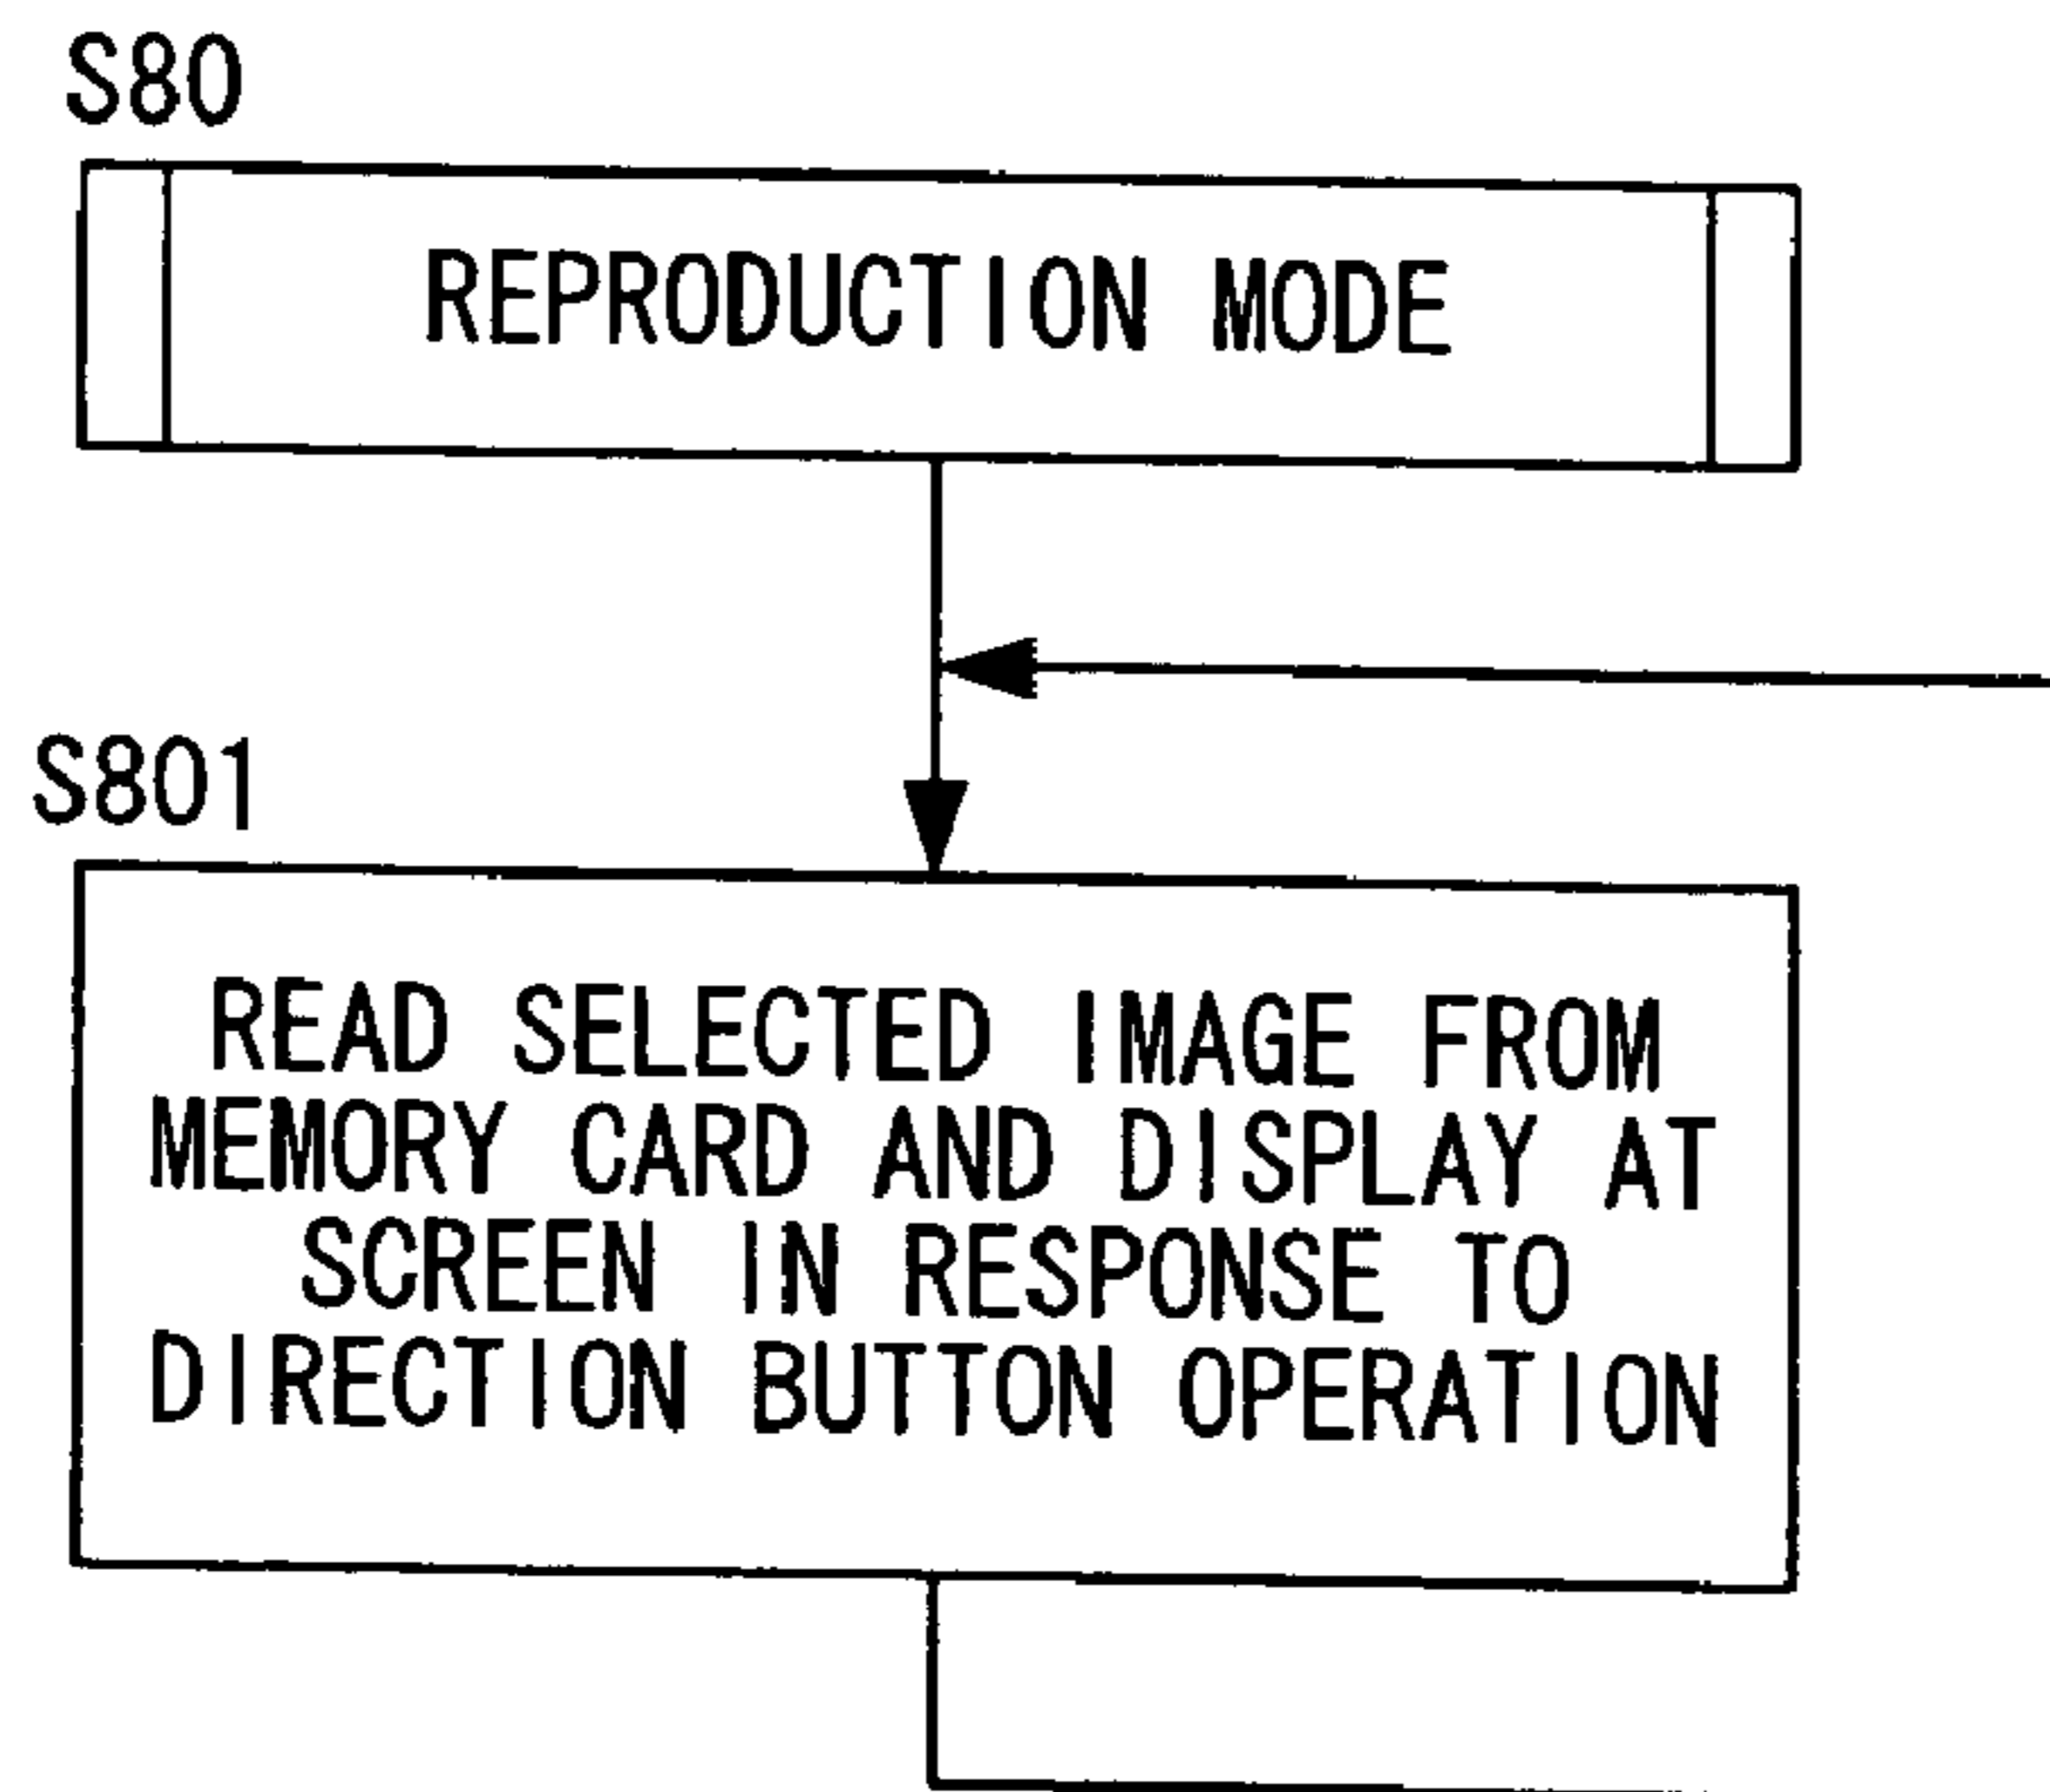 S80
REPRODUCTION MODE
S801
READ SELECTED IMAGE FROM
MEMORY CARD AND DISPLAY AT
SCREEN IN RESPONSE TO
DIRECTION BUTTON OPERATION